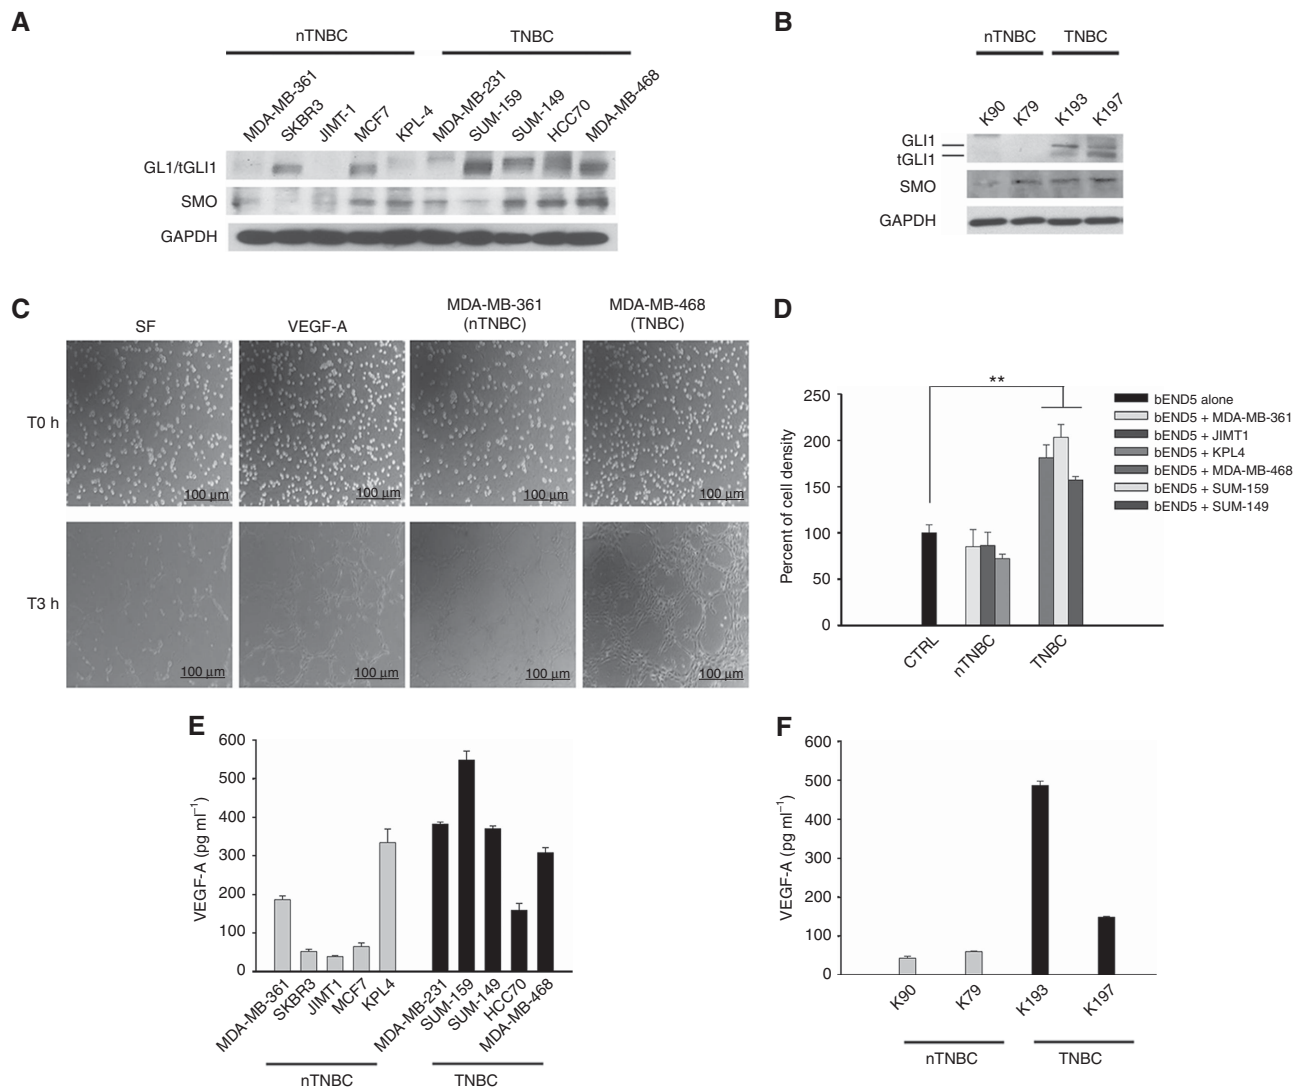 A
nTNBC
TNBC
MDA-MB-361
SKBR3
JIMT-1
MCF7
KPL-4
MDA-MB-231
SUM-159
SUM-149
HCC70
MDA-MB-468
GL1/tGLI1
SMO
GAPDH
B
nTNBC
TNBC
K90
K79
K193
K197
GLI1
tGLI1
SMO
GAPDH
C
SF
VEGF-A
MDA-MB-361
(nTNBC)
MDA-MB-468
(TNBC)
T0 h
100 μm
100 μm
100 μm
100 μm
T3 h
100 μm
100 μm
100 μm
100 μm
D
Percent of cell density
250
200
150
100
50
0
**
CTRL
nTNBC
TNBC
bEND5 alone
bEND5 + MDA-MB-361
bEND5 + JIMT1
bEND5 + KPL4
bEND5 + MDA-MB-468
bEND5 + SUM-159
bEND5 + SUM-149
E
VEGF-A (pg ml⁻¹)
600
500
400
300
200
100
0
MDA-MB-361
SKBR3
JIMT1
MCF7
KPL4
MDA-MB-231
SUM-159
SUM-149
HCC70
MDA-MB-468
nTNBC
TNBC
F
VEGF-A (pg ml⁻¹)
600
500
400
300
200
100
0
K90
K79
K193
K197
nTNBC
TNBC